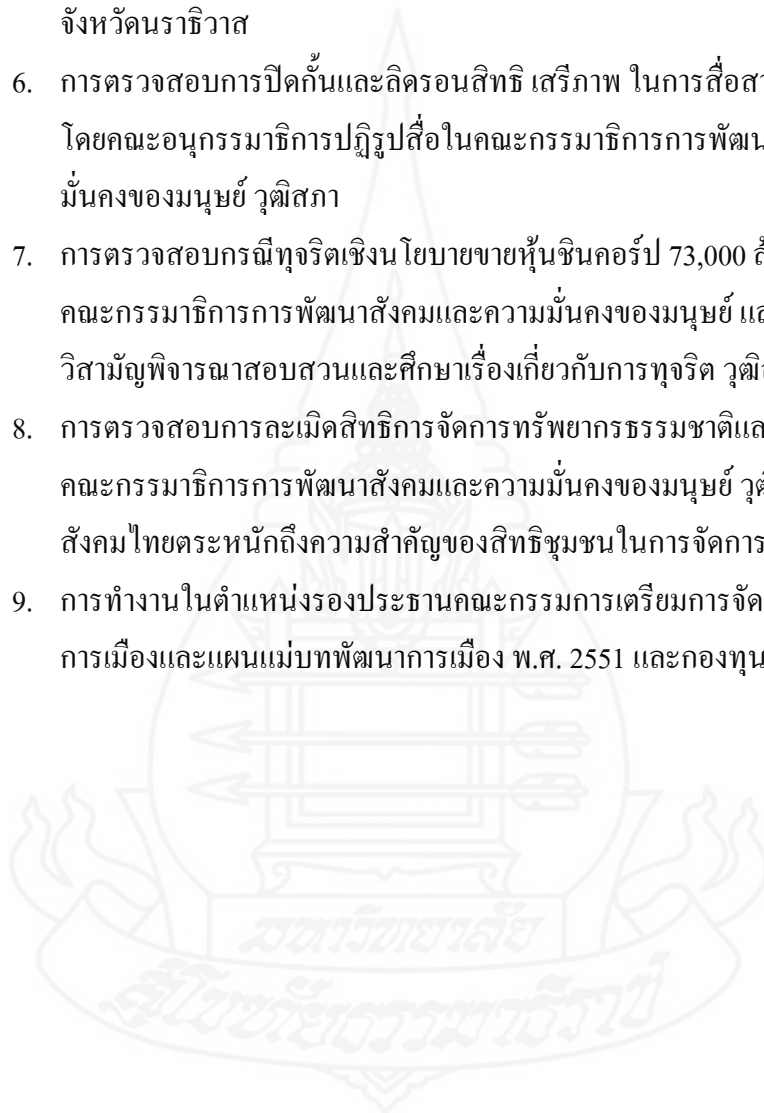 จังหวัดนราธิวาส
6. การตรวจสอบการปิดกั้นและลิดรอนสิทธิ เสรีภาพ ในการสื่อสา
โดยคณะอนุกรรมาธิการปฏิรูปสื่อในคณะกรรมาธิการการพัฒน
มั่นคงของมนุษย์ วุฒิสภา
7. การตรวจสอบกรณีทุจริตเชิงนโยบายขายหุ้นชินคอร์ป 73,000 ล้
คณะกรรมาธิการการพัฒนาสังคมและความมั่นคงของมนุษย์ แล
วิสามัญพิจารณาสอบสวนและศึกษาเรื่องเกี่ยวกับการทุจริต วุฒิส
8. การตรวจสอบการละเมิดสิทธิการจัดการทรัพยากรธรรมชาติแล
คณะกรรมาธิการการพัฒนาสังคมและความมั่นคงของมนุษย์ วุฒ
สังคมไทยตระหนักถึงความสำคัญของสิทธิชุมชนในการจัดการ
9. การทำงานในตำแหน่งรองประธานคณะกรรมการเตรียมการจัด
การเมืองและแผนแม่บทพัฒนาการเมือง พ.ศ. 2551 และกองทุน
มหาวิทยาลัย
สุโขทัยธรรมาธิราช